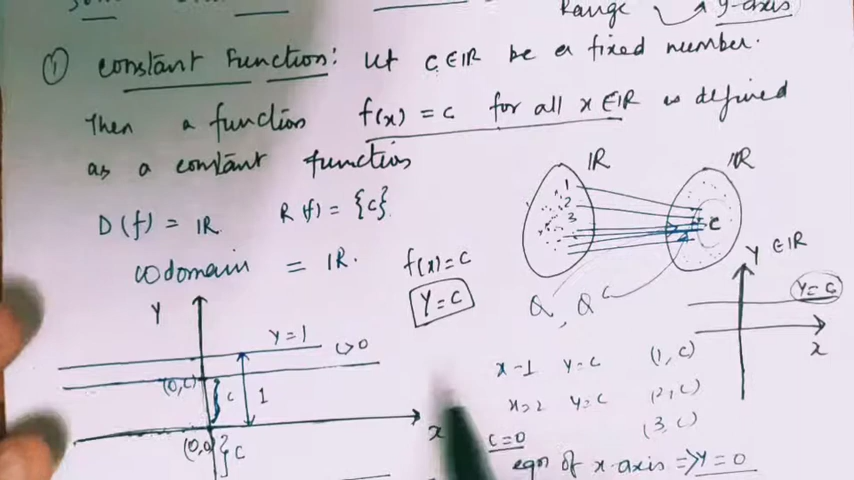 Range y-axis
① Constant Function: Let C∈IR be a fixed number.
Then a function f(x) = c for all x∈IR is defined
as a constant function
D(f) = IR R(f) = {c}
IR IR
1
2
3
c
codomain = IR. f(x)=c
Y=c
Q, Qᶜ
Y ∈IR
Y=c
x
Y
Y=1
c>0
(0,c)
c
1
(0,0)
c
x
x=1 y=c (1,c)
x=2 y=c (2,c)
(3,c)
c=0
eqn of x-axis ⇒ Y=0